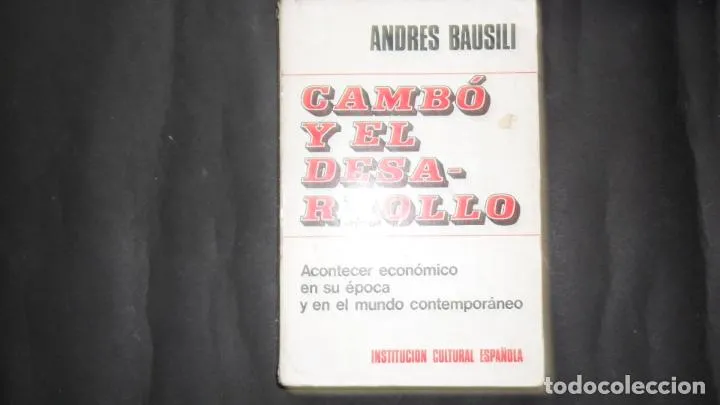 ANDRES BAUSILI
CAMBÓ
Y EL
DESA-
RROLLO
Acontecer económico
en su época
y en el mundo contemporáneo
INSTITUCION CULTURAL ESPAÑOLA
todocoleccion